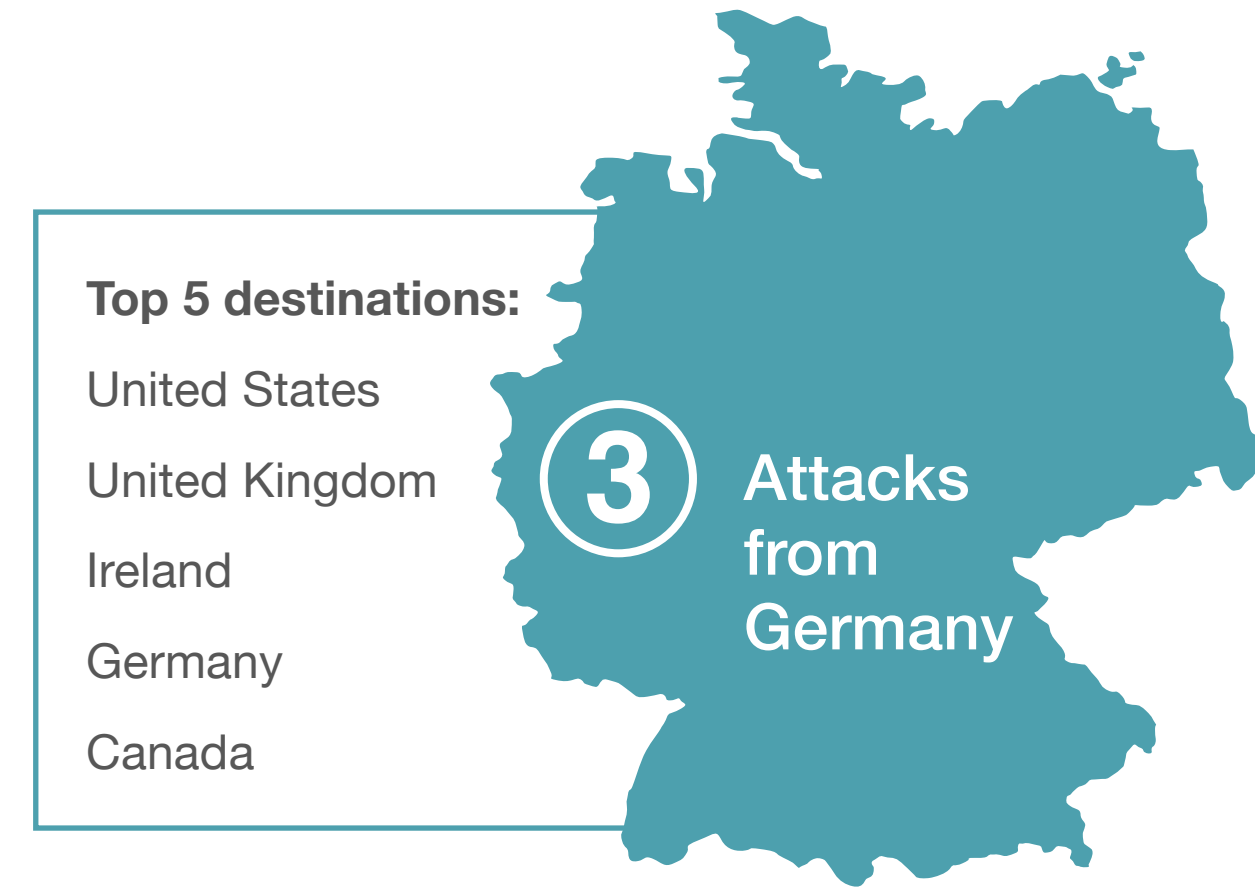 Top 5 destinations:
United States
United Kingdom
Ireland
Germany
Canada
3
Attacks
from
Germany